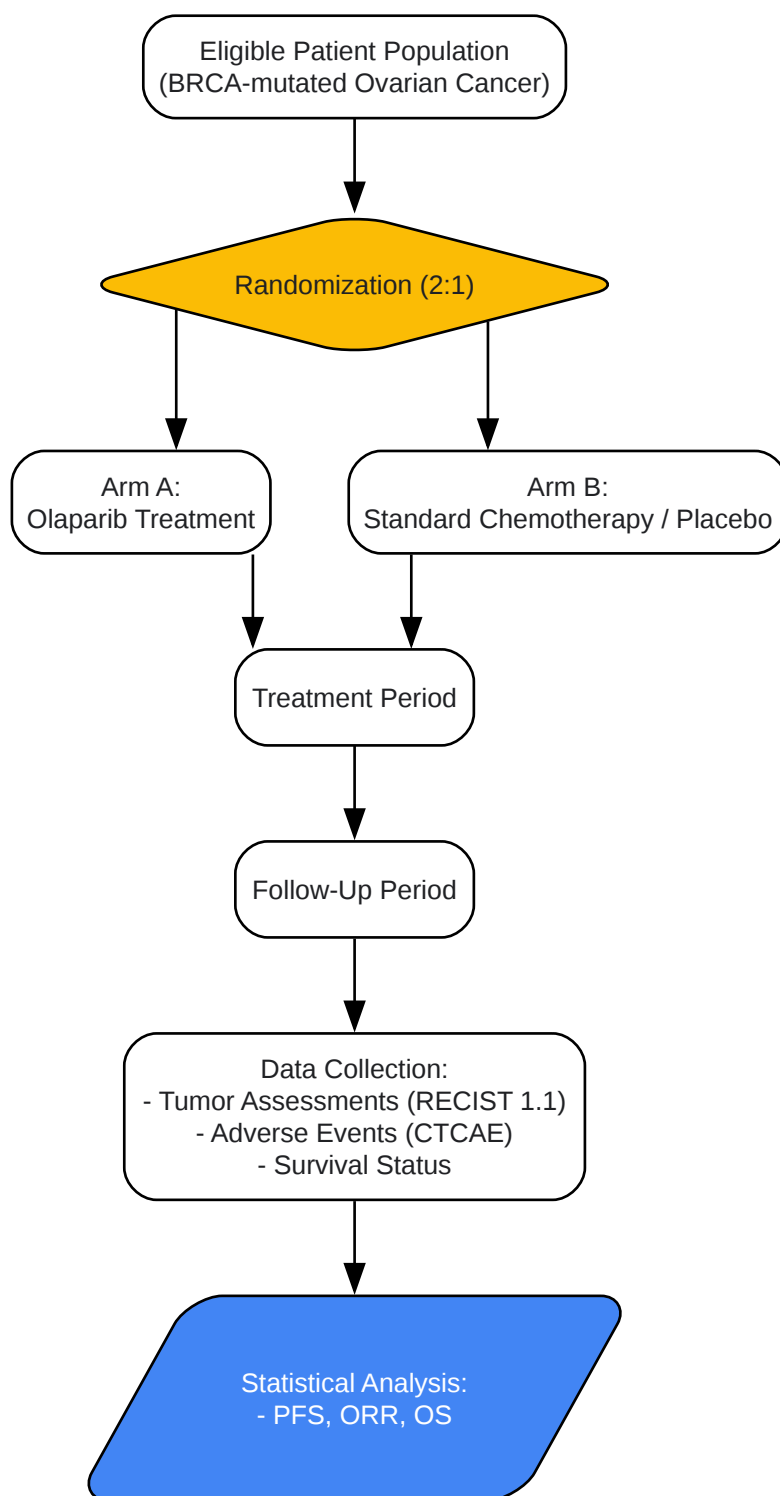 Eligible Patient Population
(BRCA-mutated Ovarian Cancer)
Randomization (2:1)
Arm A:
Olaparib Treatment
Arm B:
Standard Chemotherapy / Placebo
Treatment Period
Follow-Up Period
Data Collection:
- Tumor Assessments (RECIST 1.1)
- Adverse Events (CTCAE)
- Survival Status
Statistical Analysis:
- PFS, ORR, OS